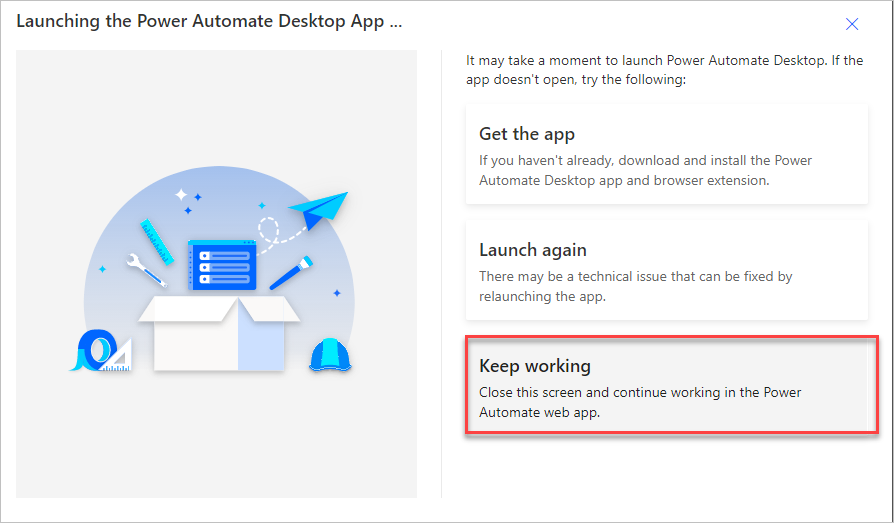 Launching the Power Automate Desktop App ...
It may take a moment to launch Power Automate Desktop. If the
app doesn't open, try the following:
Get the app
If you haven't already, download and install the Power
Automate Desktop app and browser extension.
Launch again
There may be a technical issue that can be fixed by
relaunching the app.
Keep working
Close this screen and continue working in the Power
Automate web app.